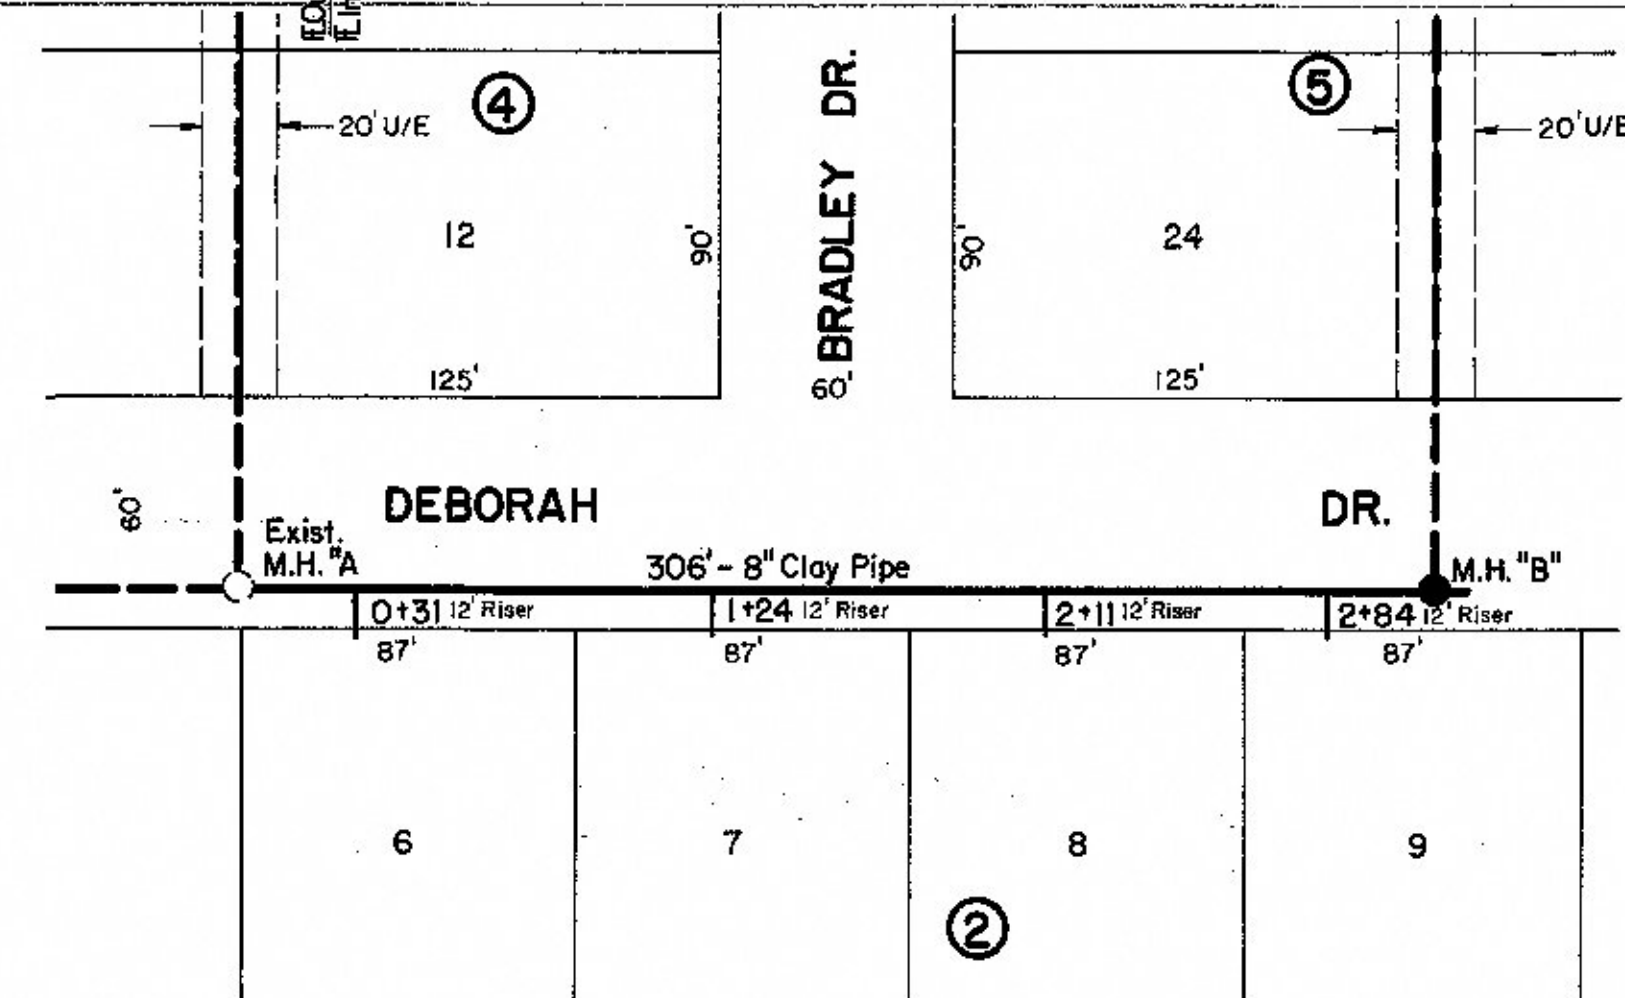 4
5
20' U/E
20' U/E
12
90'
BRADLEY DR.
90'
24
125'
60'
125'
60'
DEBORAH
DR.
Exist.
M.H. "A
306' - 8" Clay Pipe
M.H. "B"
0+31 12' Riser
1+24 12' Riser
2+11 12' Riser
2+84 12' Riser
87'
87'
87'
87'
6
7
8
9
2